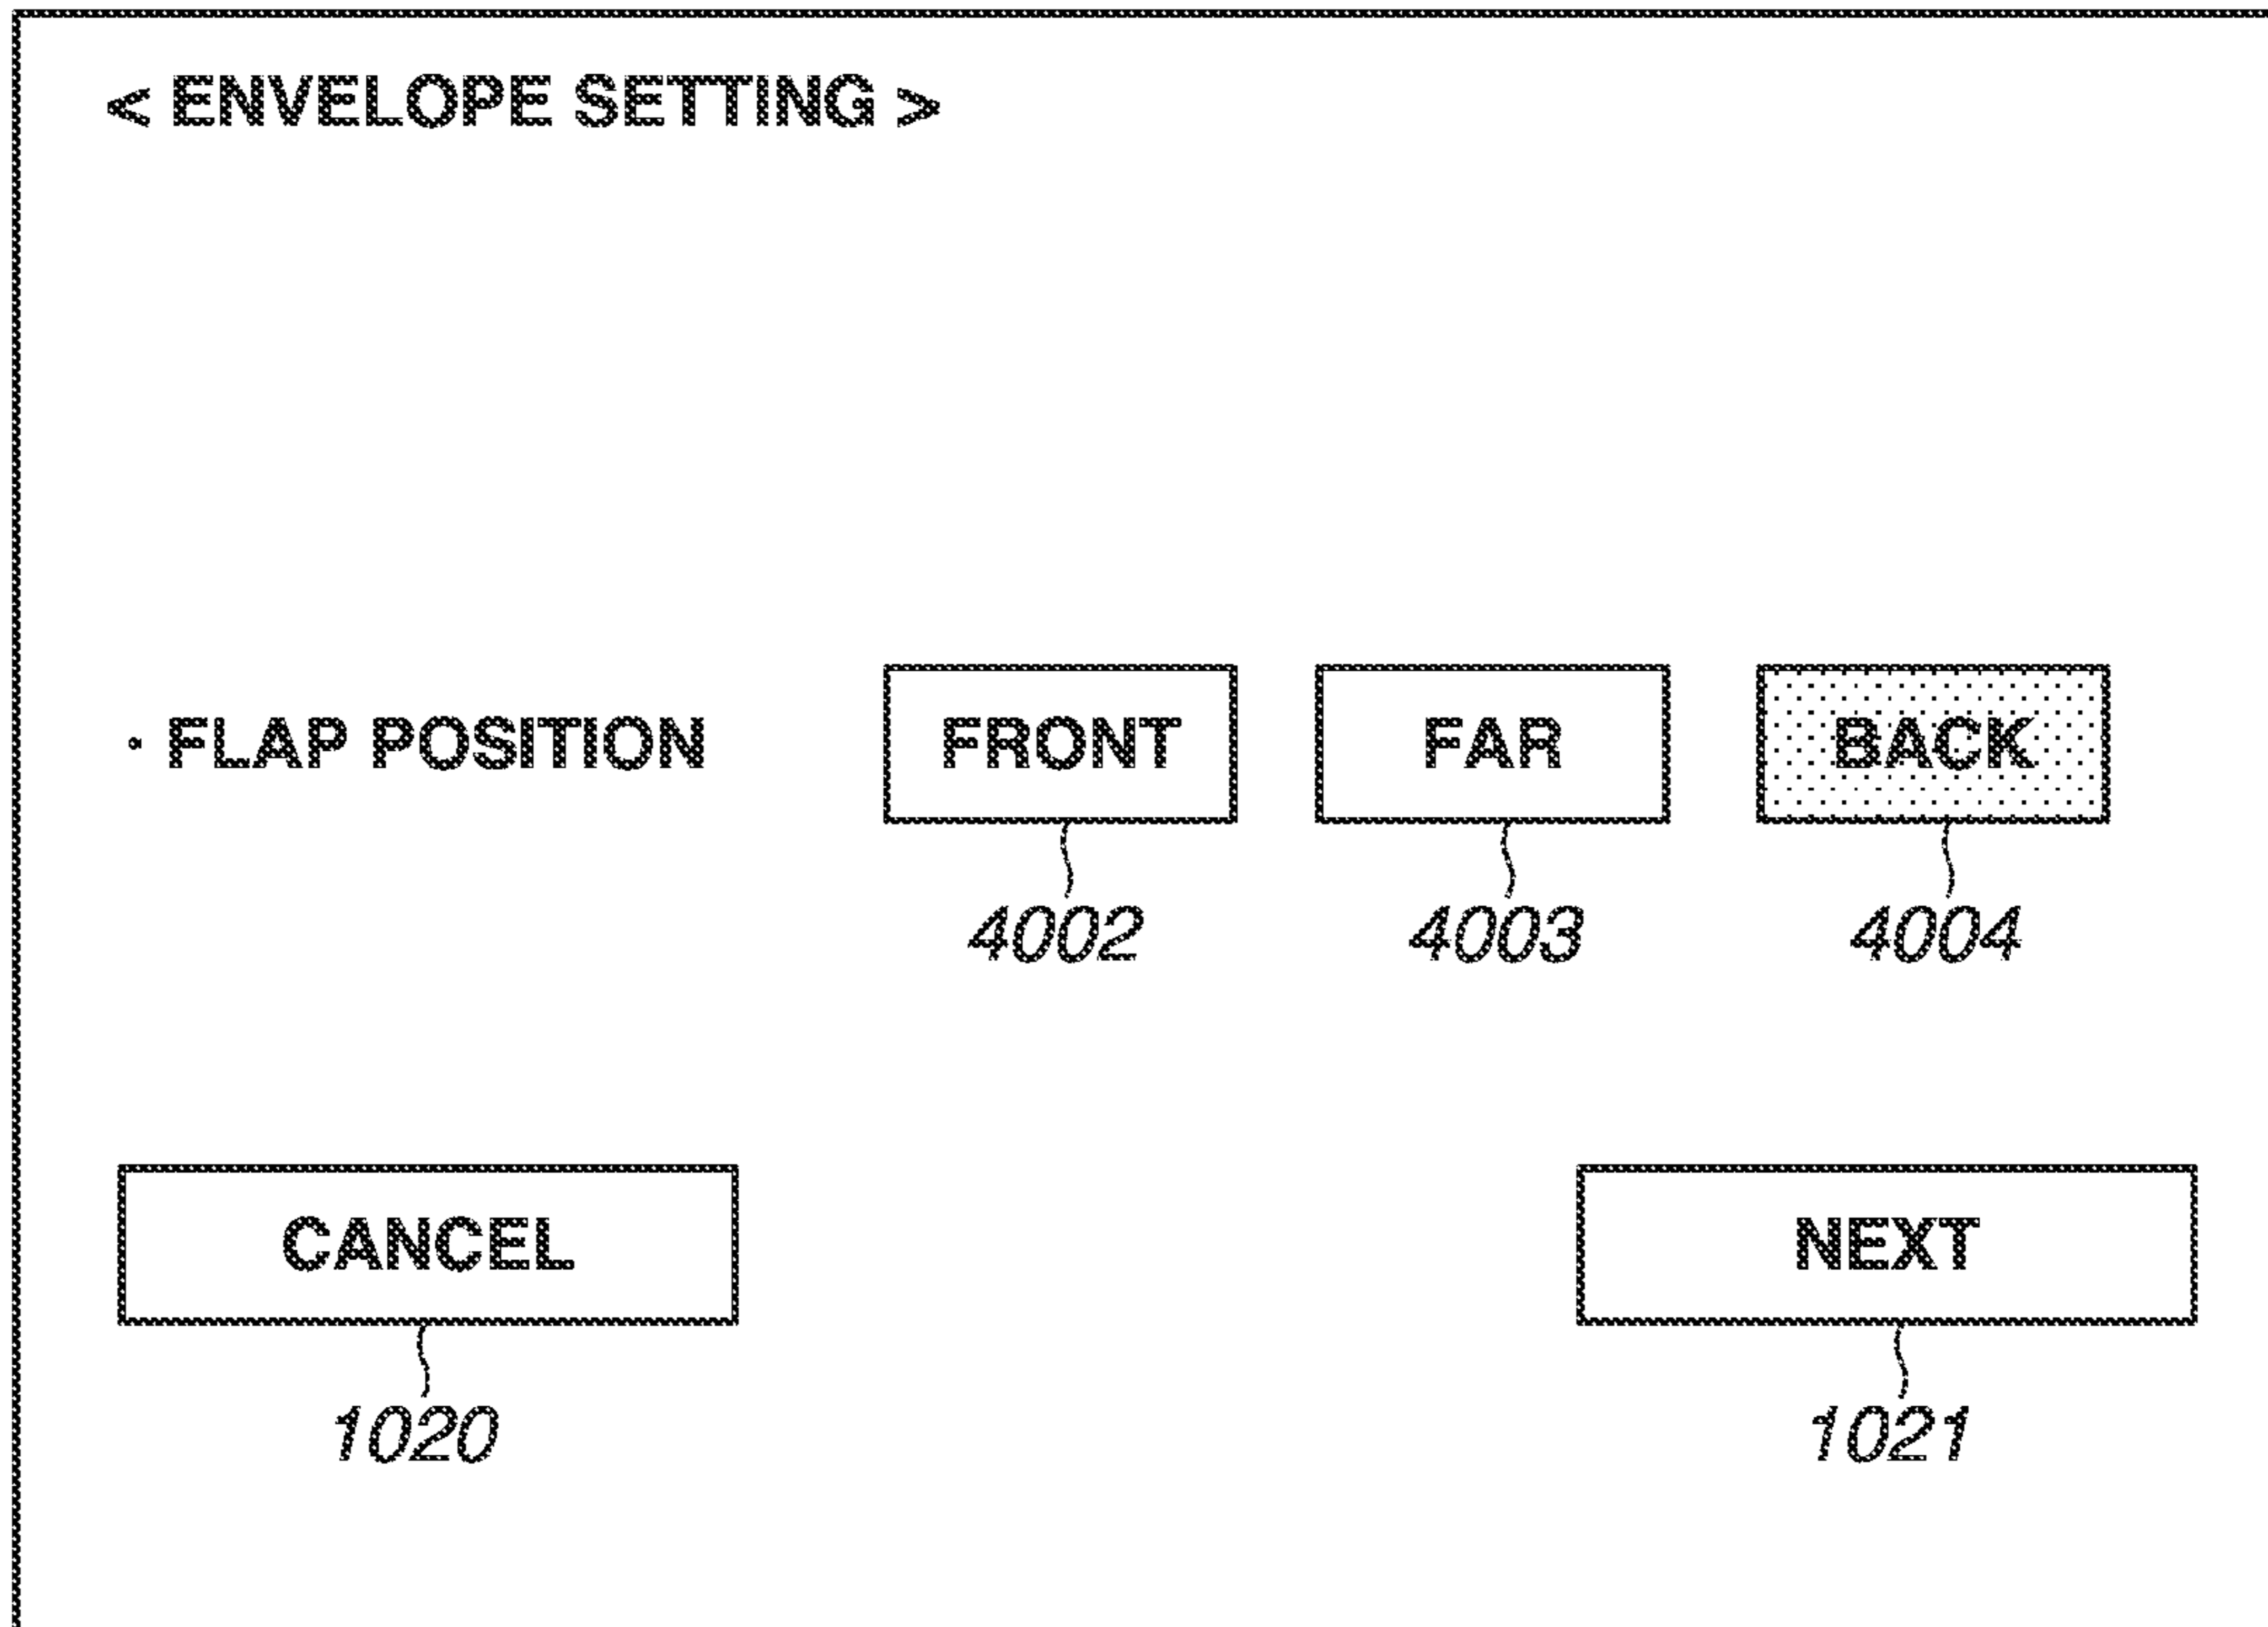 < ENVELOPE SETTING >
· FLAP POSITION FRONT FAR BACK
4002 4003 4004
CANCEL NEXT
1020 1021